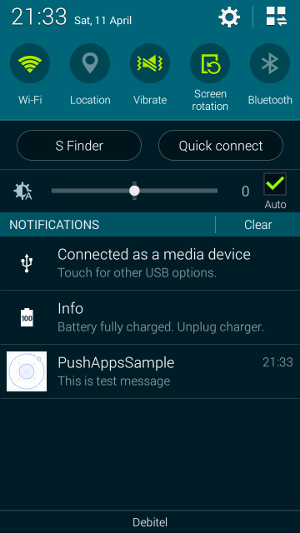 21:33 Sat, 11 April
Wi-Fi Location Vibrate Screen rotation Bluetooth
S Finder Quick connect
A 0 Auto
NOTIFICATIONS Clear
Connected as a media device
Touch for other USB options.
100 Info
Battery fully charged. Unplug charger.
PushAppsSample 21:33
This is test message
Debitel